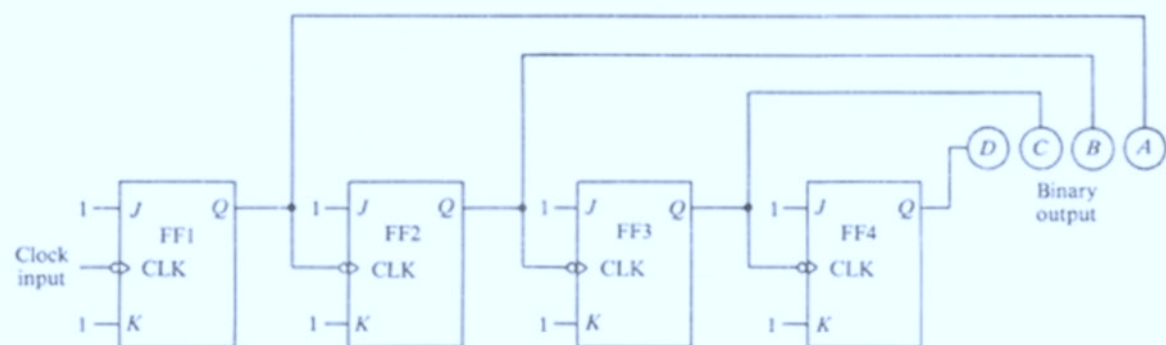 D C B A
Binary
output
1 J Q 1 J Q 1 J Q 1 J Q
FF1 FF2 FF3 FF4
Clock
input
CLK CLK CLK CLK
1 K 1 K 1 K 1 K